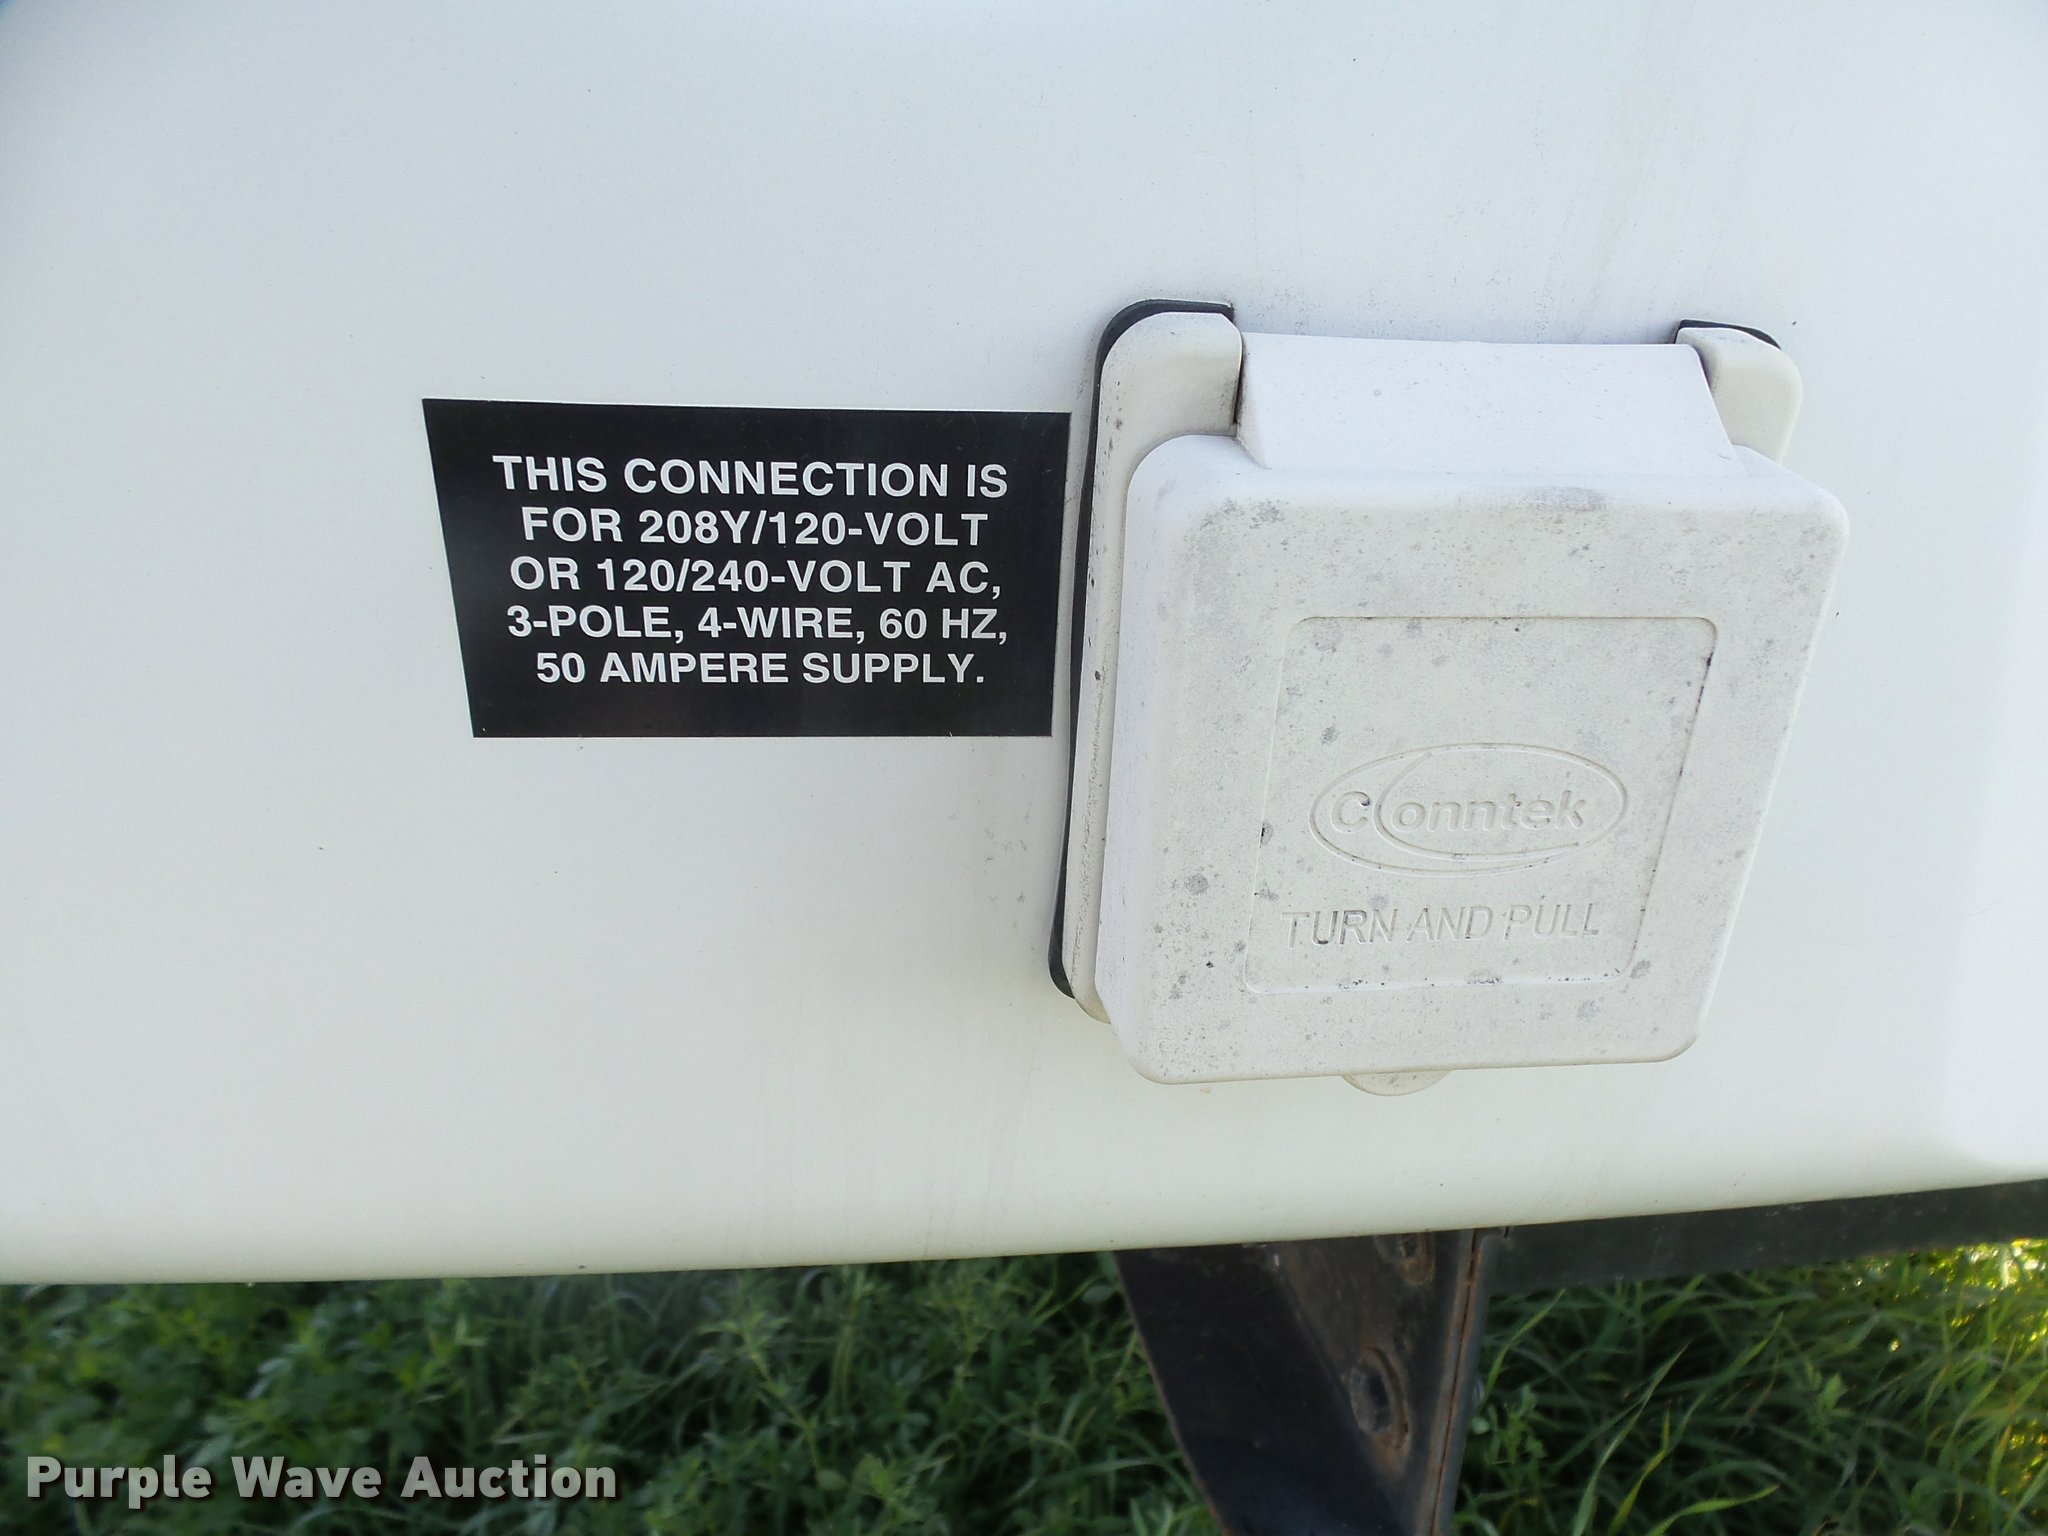 THIS CONNECTION IS
FOR 208Y/120-VOLT
OR 120/240-VOLT AC,
3-POLE, 4-WIRE, 60 HZ,
50 AMPERE SUPPLY.
Conntek
TURN AND PULL
Purple Wave Auction